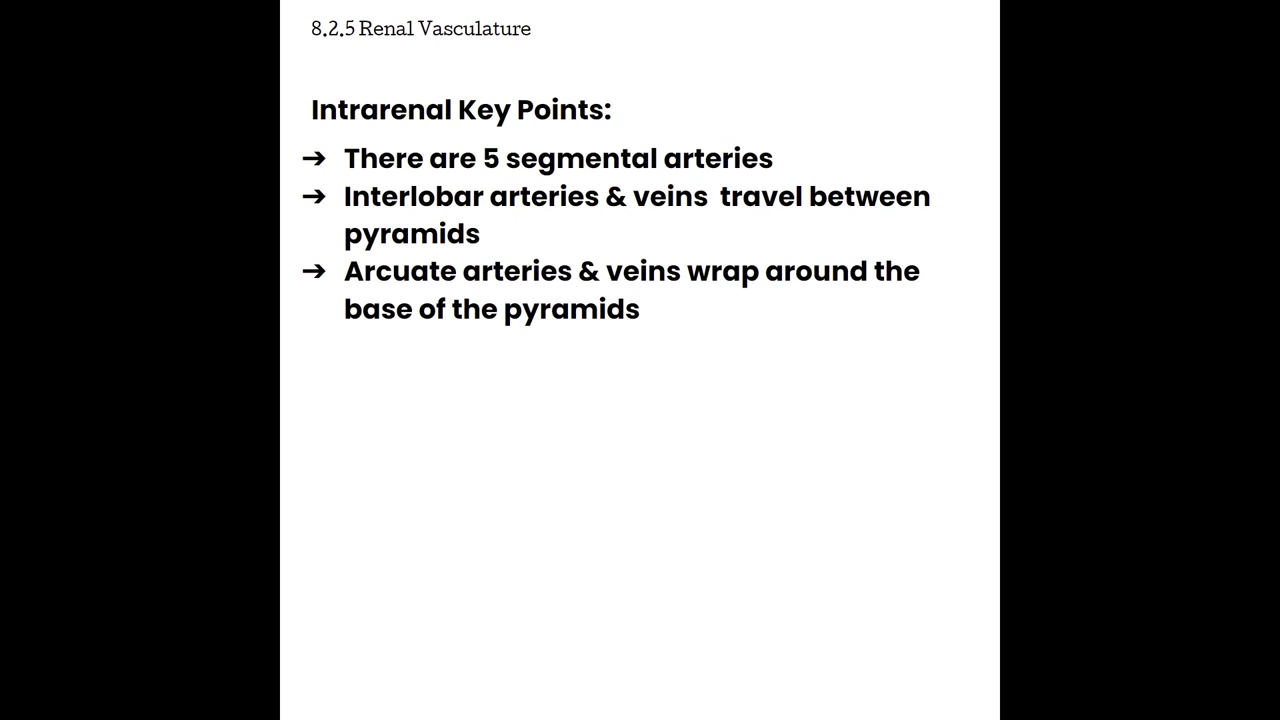 8.2.5 Renal Vasculature
Intrarenal Key Points:
➔ There are 5 segmental arteries
➔ Interlobar arteries & veins travel between
pyramids
➔ Arcuate arteries & veins wrap around the
base of the pyramids